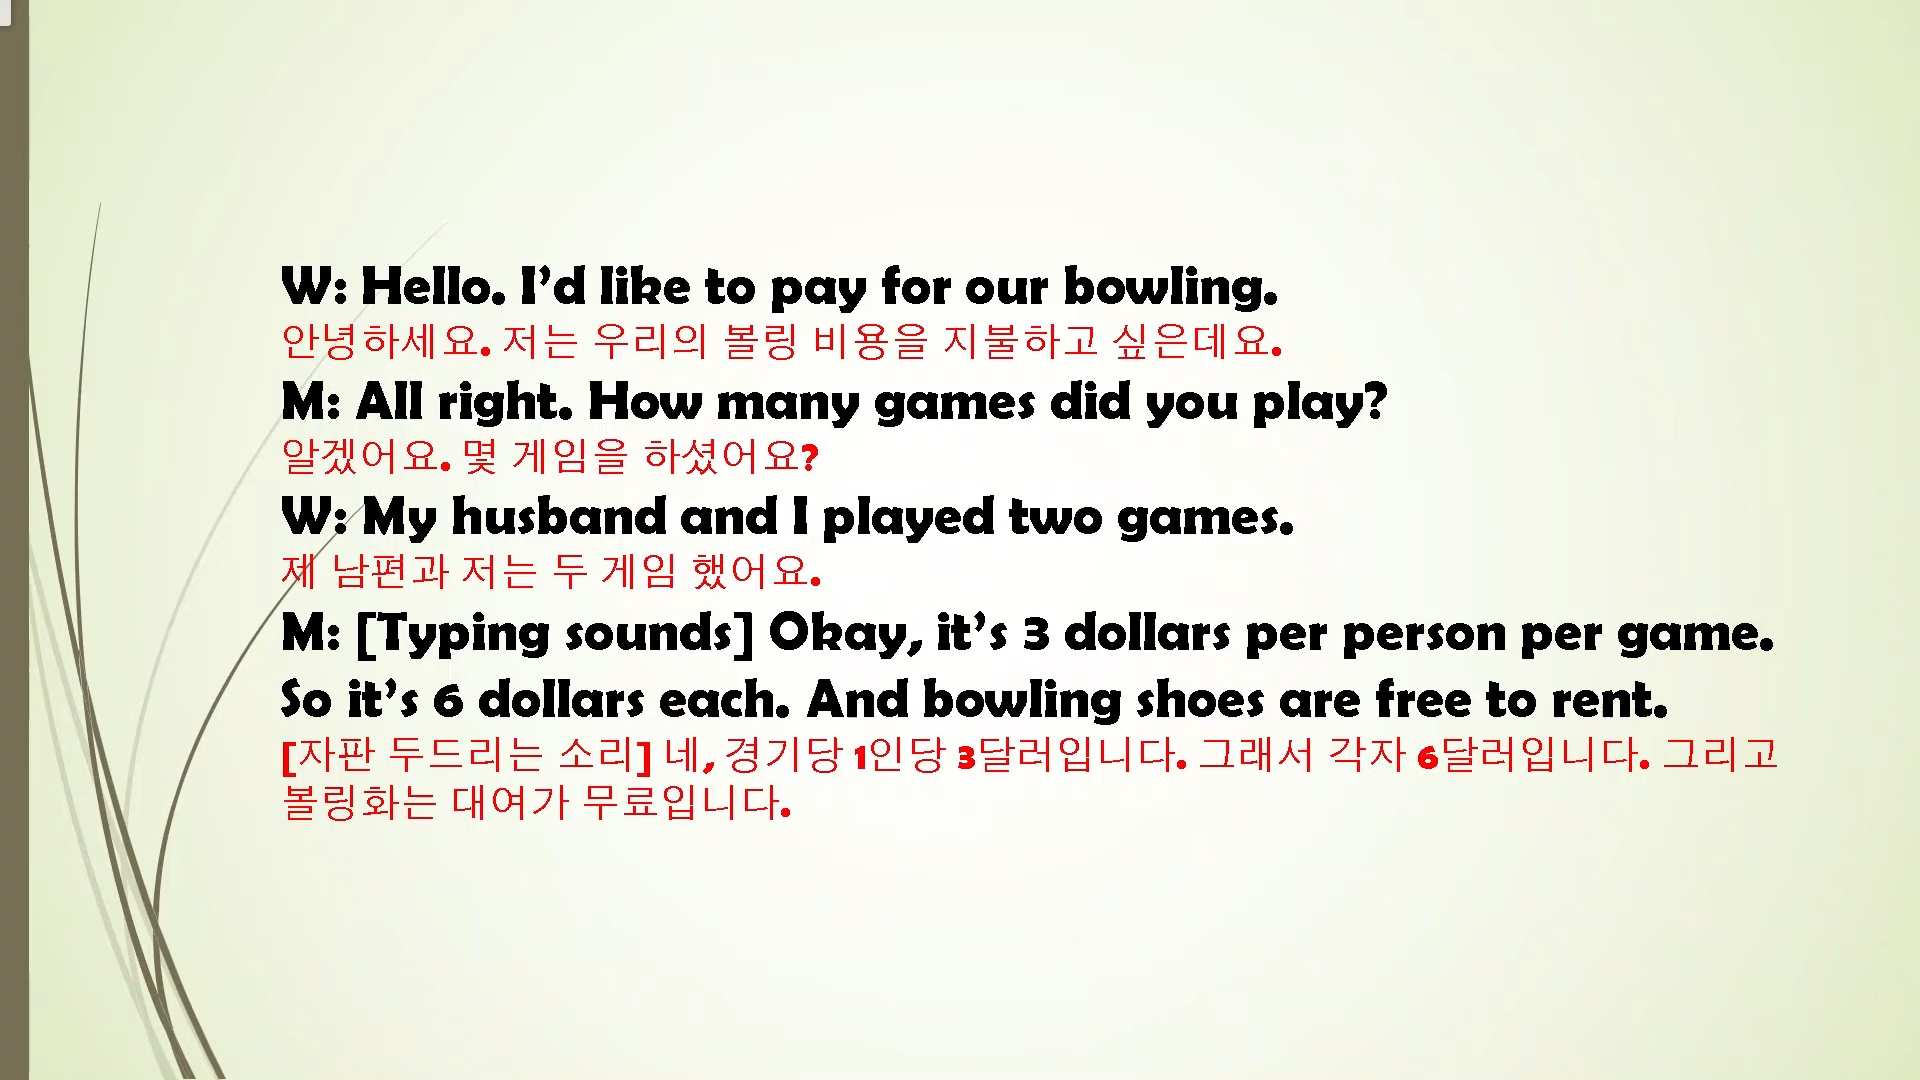 W: Hello. I’d like to pay for our bowling.
안녕하세요. 저는 우리의 볼링 비용을 지불하고 싶은데요.
M: All right. How many games did you play?
알겠어요. 몇 게임을 하셨어요?
W: My husband and I played two games.
제 남편과 저는 두 게임 했어요.
M: [Typing sounds] Okay, it’s 3 dollars per person per game.
So it’s 6 dollars each. And bowling shoes are free to rent.
[자판 두드리는 소리] 네, 경기당 1인당 3달러입니다. 그래서 각자 6달러입니다. 그리고
볼링화는 대여가 무료입니다.